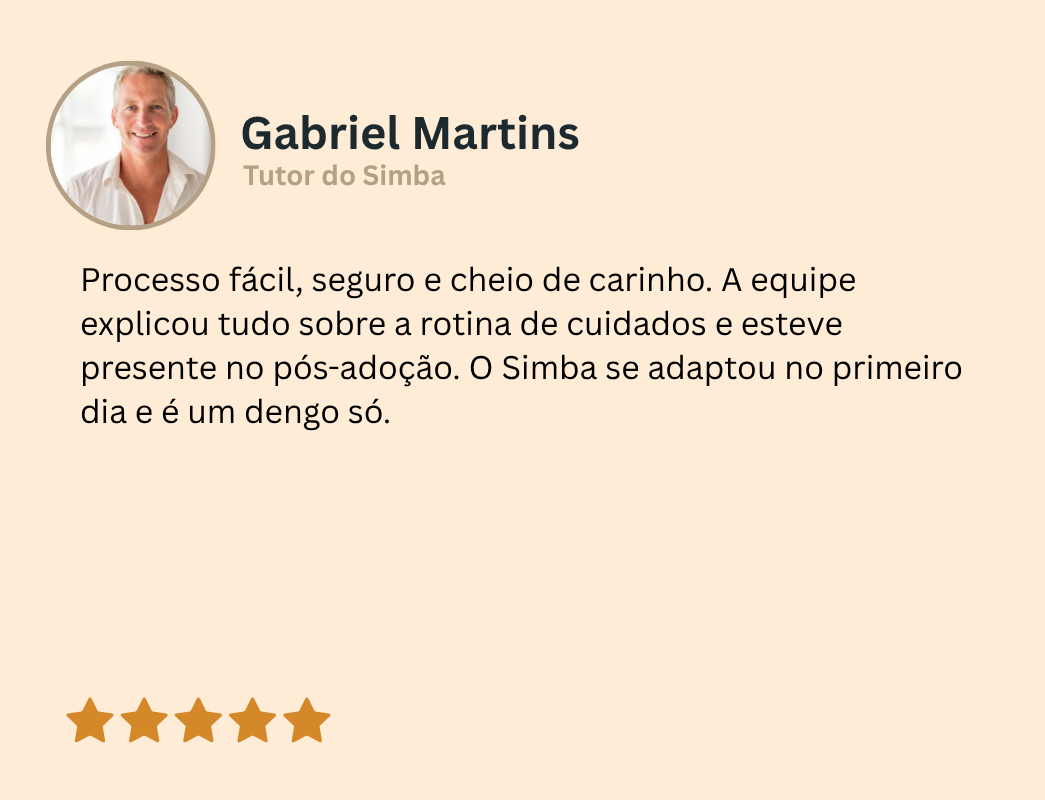 Gabriel Martins
Tutor do Simba
Processo fácil, seguro e cheio de carinho. A equipe
explicou tudo sobre a rotina de cuidados e esteve
presente no pós-adoção. O Simba se adaptou no primeiro
dia e é um dengo só.